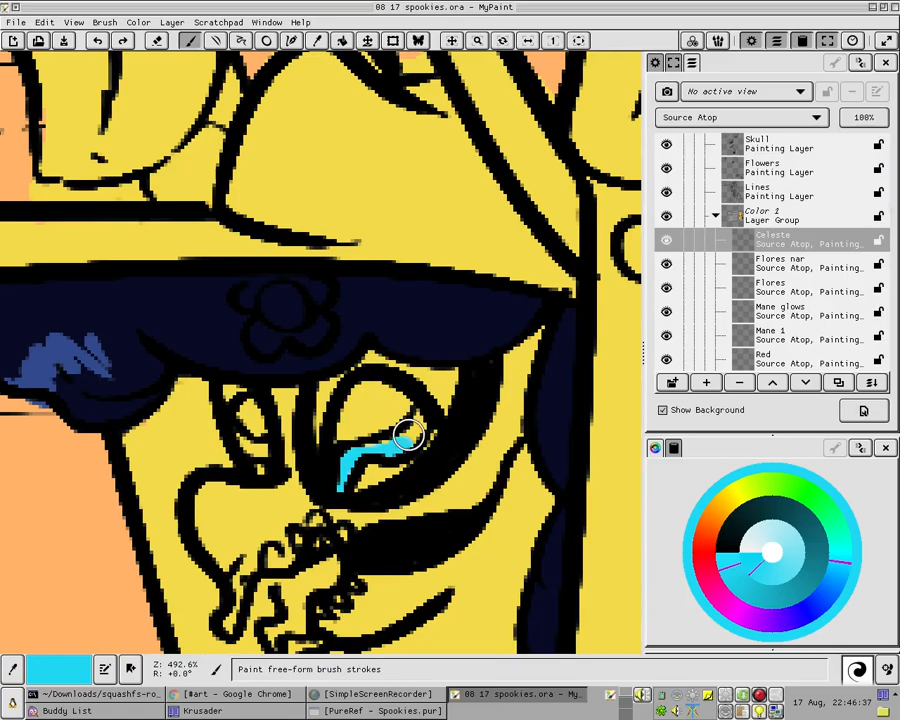 08 17 spookies.ora - MyPaint
File Edit View Brush Color Layer Scratchpad Window Help
No active view
Source Atop
100%
Skull
Painting Layer
Flowers
Painting Layer
Lines
Painting Layer
Color 1
Layer Group
Celeste
Source Atop, Painting…
Flores nar
Source Atop, Painting…
Flores
Source Atop, Painting…
Mane glows
Source Atop, Painting…
Mane 1
Source Atop, Painting…
Red
Source Atop, Painting…
Show Background
Z: 492.6%
R: +0.0°
Paint free-form brush strokes
~/Downloads/squashfs-ro…
[#art - Google Chrome]
[SimpleScreenRecorder]
08 17 spookies.ora - My…
Buddy List
Krusader
[PureRef - Spookies.pur]
17 Aug, 22:46:37